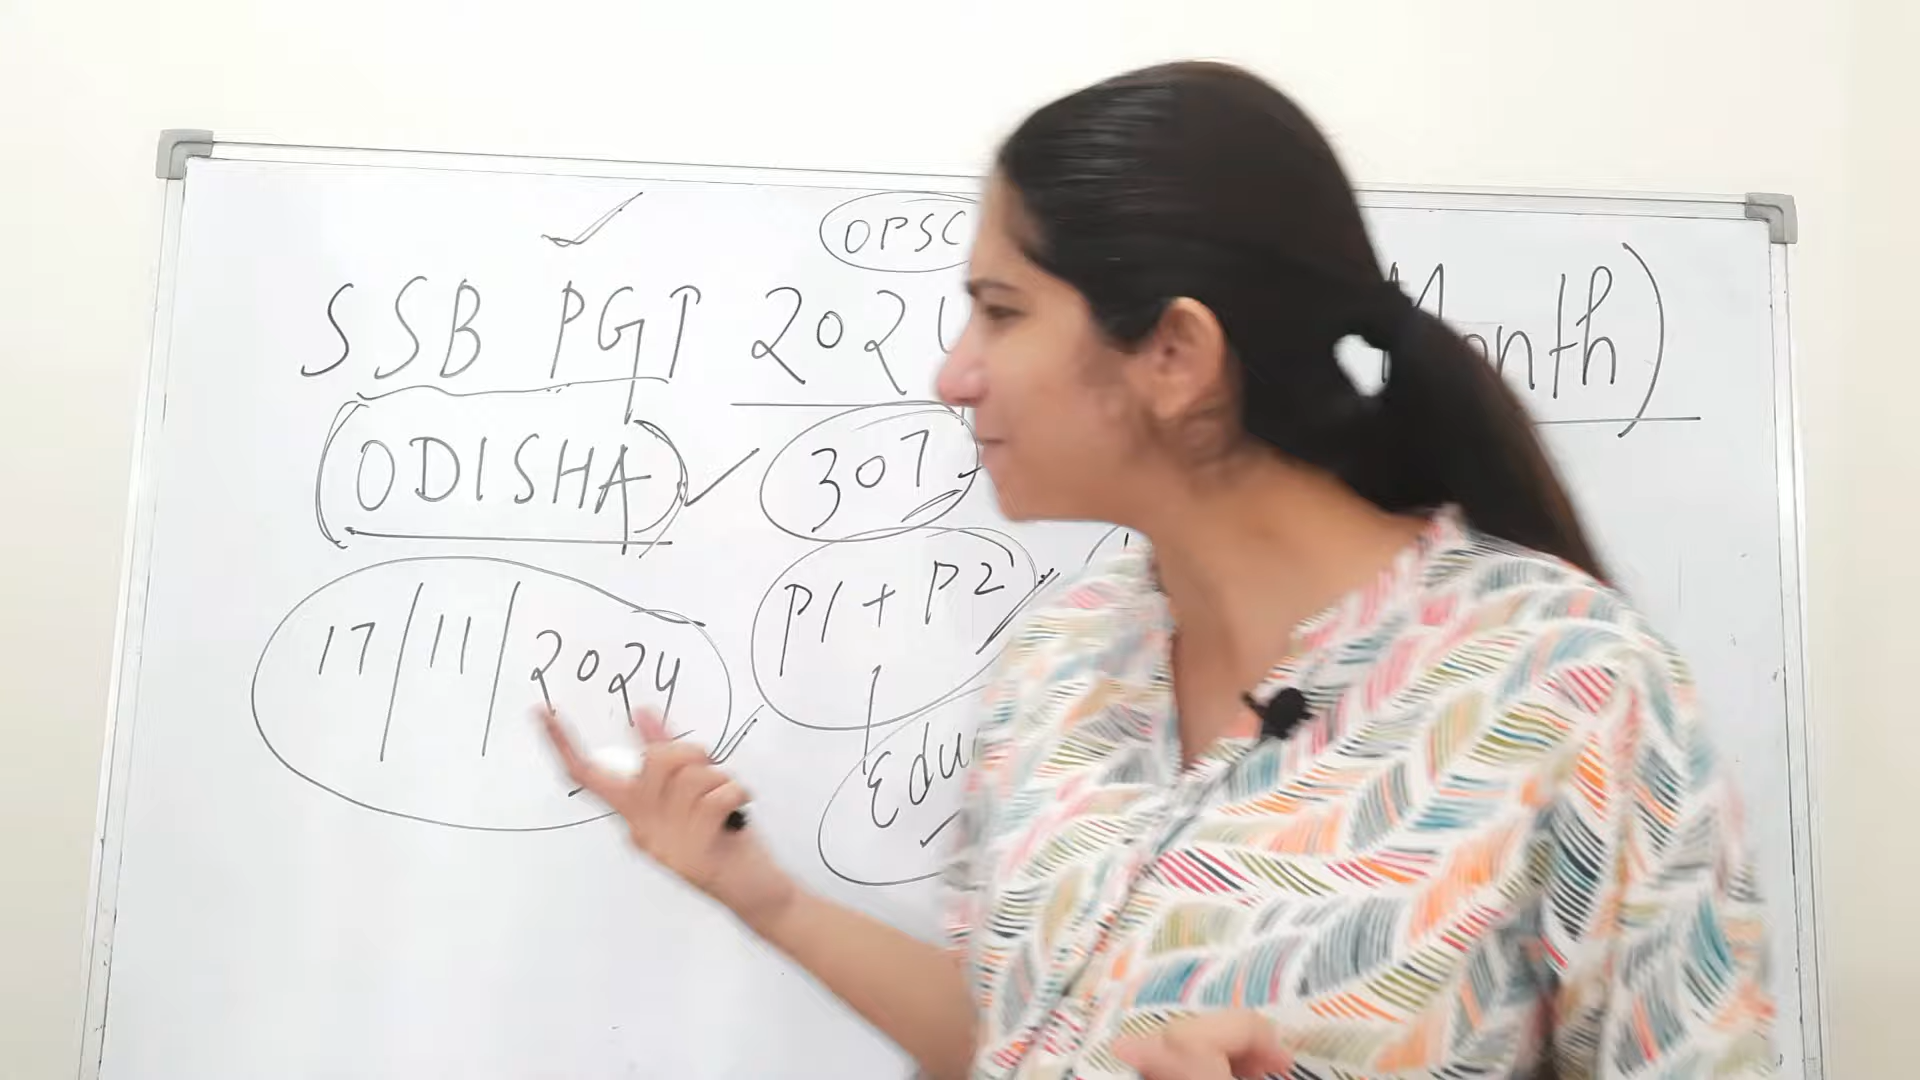 OPSC
SSB PGT 2024 Month)
(ODISHA) 307
P1 + P2
17/11/2024
Edu